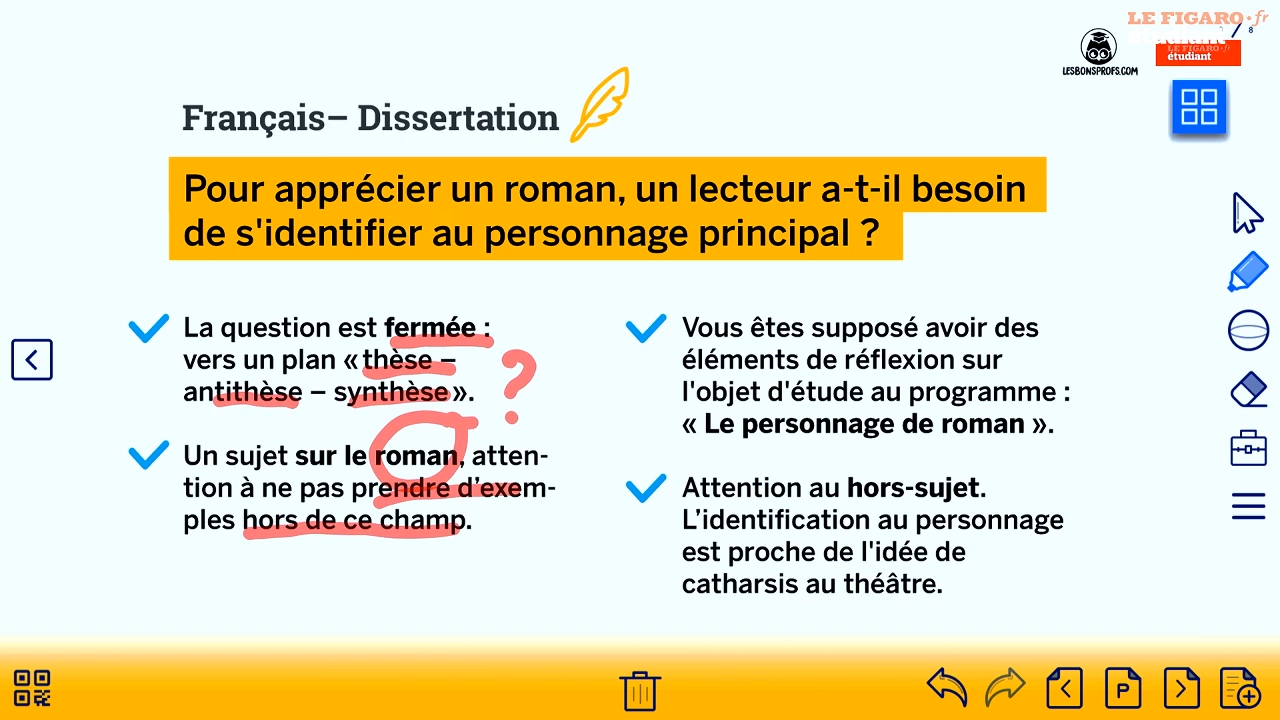 LE FIGARO·fr
étudiant
8
LESBONSPROFS.COM
LE FIGARO·fr
étudiant
Français– Dissertation
Pour apprécier un roman, un lecteur a-t-il besoin
de s'identifier au personnage principal ?
La question est fermée :
vers un plan « thèse –
antithèse – synthèse ».
?
Un sujet sur le roman, atten-
tion à ne pas prendre d’exem-
ples hors de ce champ.
Vous êtes supposé avoir des
éléments de réflexion sur
l'objet d'étude au programme :
« Le personnage de roman ».
Attention au hors-sujet.
L’identification au personnage
est proche de l'idée de
catharsis au théâtre.
P